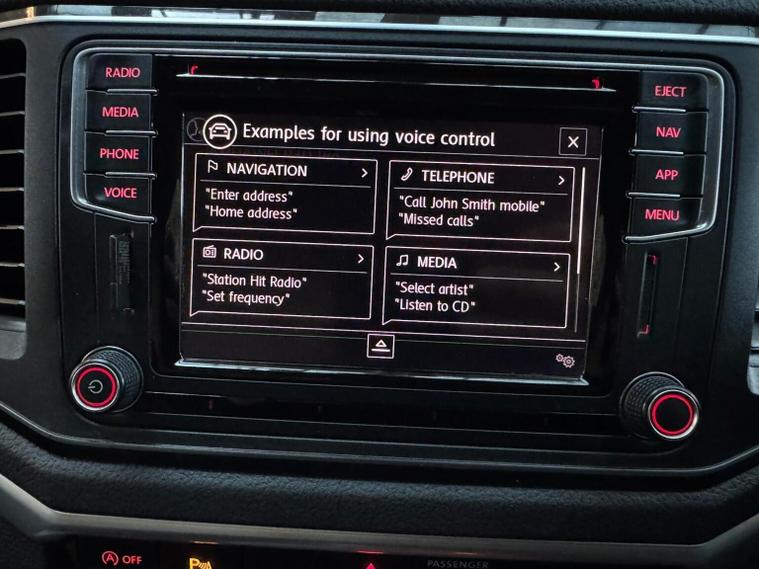 RADIO
MEDIA
PHONE
VOICE
EJECT
NAV
APP
MENU
Examples for using voice control
X
NAVIGATION
"Enter address"
"Home address"
TELEPHONE
"Call John Smith mobile"
"Missed calls"
RADIO
"Station Hit Radio"
"Set frequency"
MEDIA
"Select artist"
"Listen to CD"
A OFF
P
PASSENGER